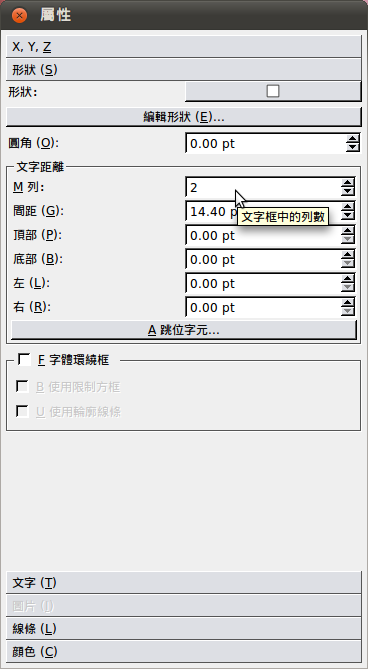 屬性
X, Y, Z
形狀 (S)
形狀:
編輯形狀 (E)...
圓角 (O): 0.00 pt
文字距離
M 列: 2
間距 (G): 14.40 p
文字框中的列數
頂部 (P): 0.00 pt
底部 (B): 0.00 pt
左 (L): 0.00 pt
右 (R): 0.00 pt
A 跳位字元...
F 字體環繞框
B 使用限制方框
U 使用輪廓線條
文字 (T)
圖片 (I)
線條 (L)
顏色 (C)